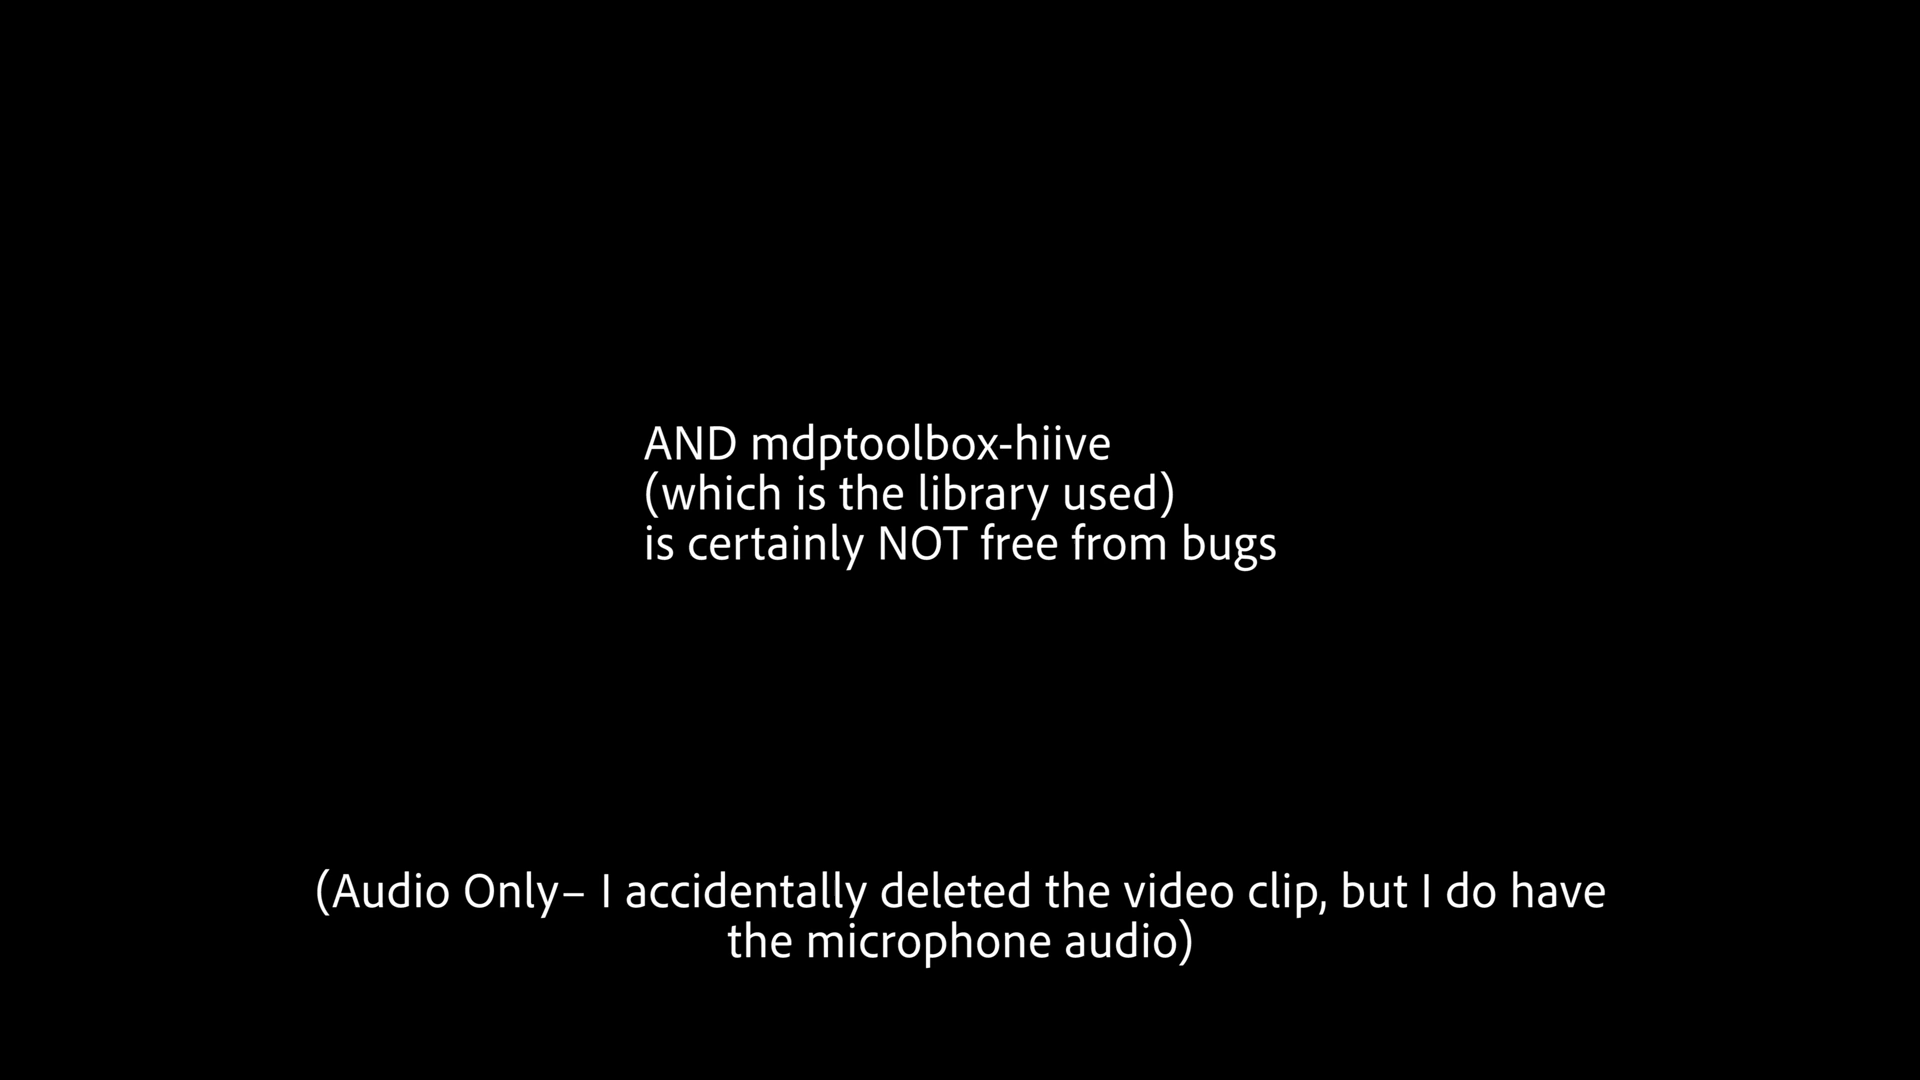 AND mdptoolbox-hiive
(which is the library used)
is certainly NOT free from bugs
(Audio Only– I accidentally deleted the video clip, but I do have
the microphone audio)